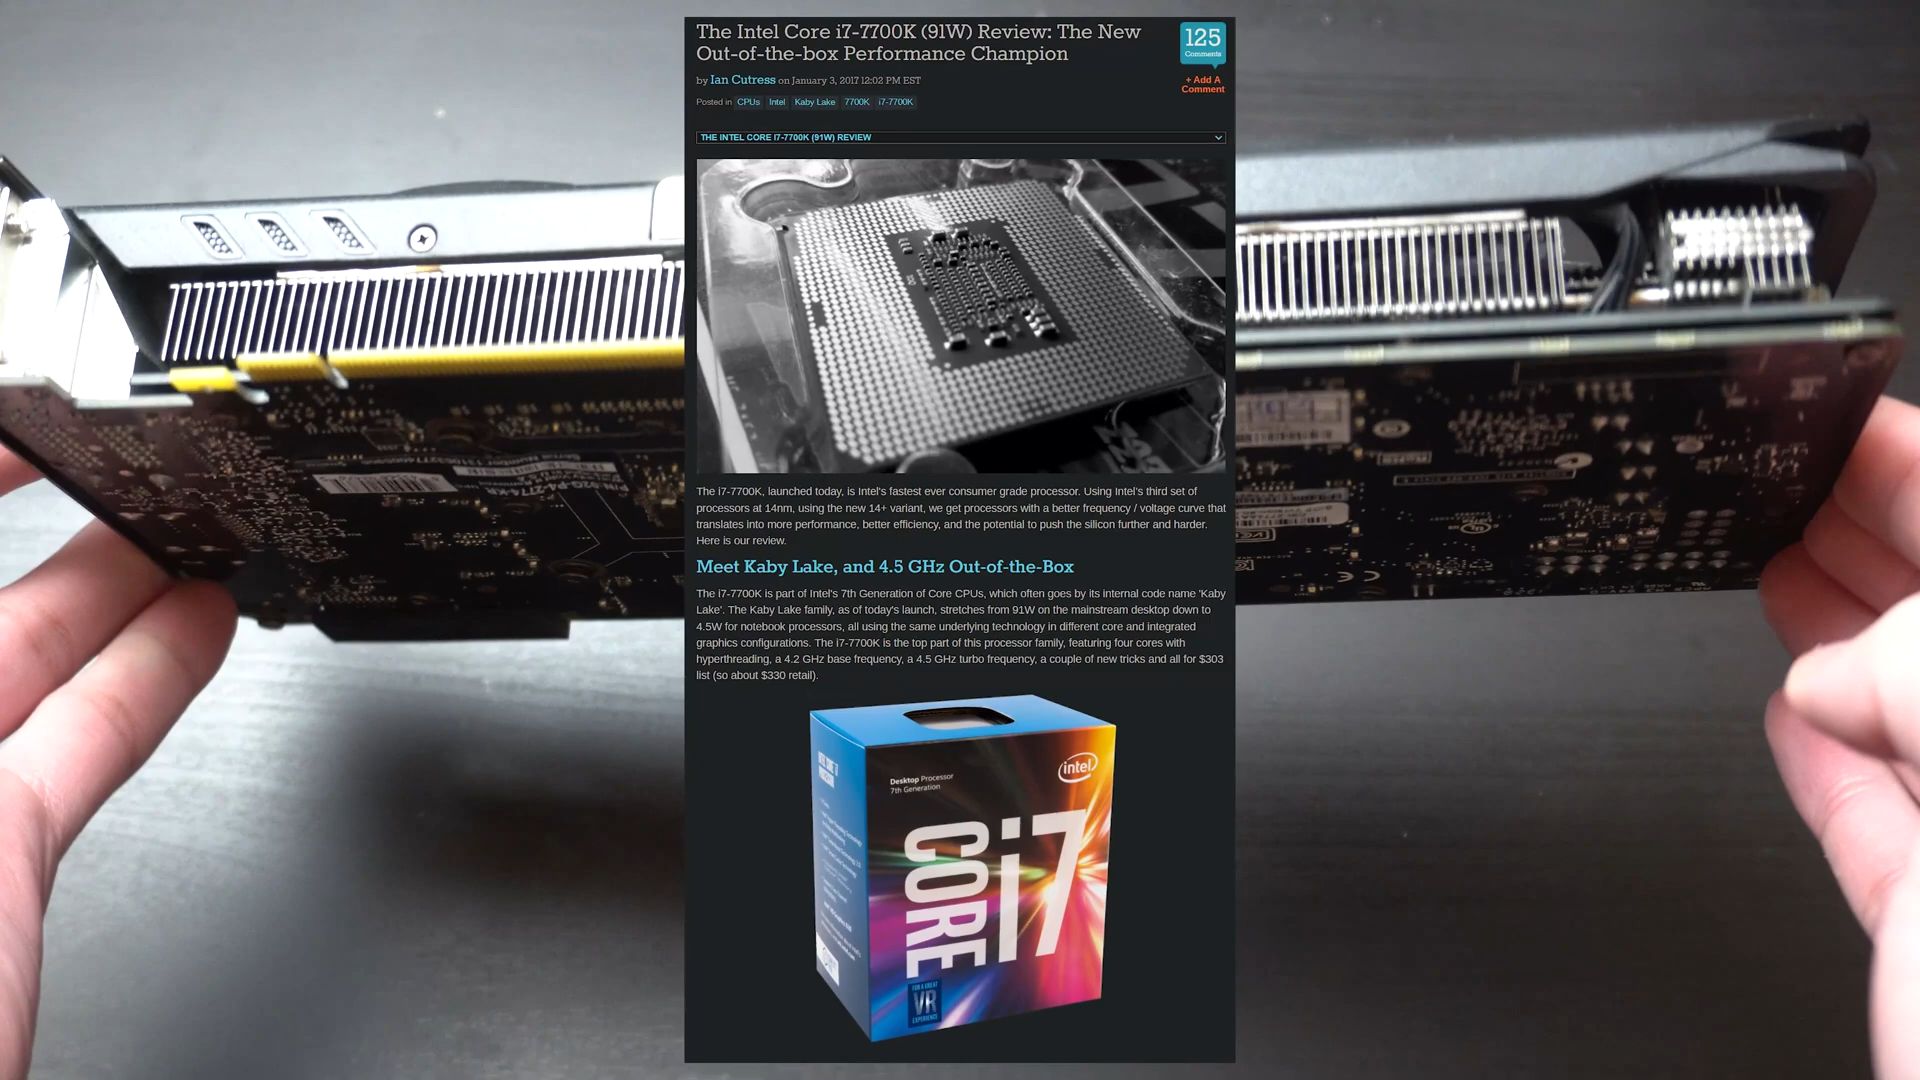 The Intel Core i7-7700K (91W) Review: The New
Out-of-the-box Performance Champion
125
Comments
by Ian Cutress on January 3, 2017 12:02 PM EST
+ Add A
Comment
Posted in CPUs Intel Kaby Lake 7700K i7-7700K
THE INTEL CORE I7-7700K (91W) REVIEW
The i7-7700K, launched today, is Intel's fastest ever consumer grade processor. Using Intel's third set of
processors at 14nm, using the new 14+ variant, we get processors with a better frequency / voltage curve that
translates into more performance, better efficiency, and the potential to push the silicon further and harder.
Here is our review.
Meet Kaby Lake, and 4.5 GHz Out-of-the-Box
The i7-7700K is part of Intel's 7th Generation of Core CPUs, which often goes by its internal code name 'Kaby
Lake'. The Kaby Lake family, as of today's launch, stretches from 91W on the mainstream desktop down to
4.5W for notebook processors, all using the same underlying technology in different core and integrated
graphics configurations. The i7-7700K is the top part of this processor family, featuring four cores with
hyperthreading, a 4.2 GHz base frequency, a 4.5 GHz turbo frequency, a couple of new tricks and all for $303
list (so about $330 retail).
intel
Desktop Processor
7th Generation
CORE i7
FOR A GREAT
VR
EXPERIENCE